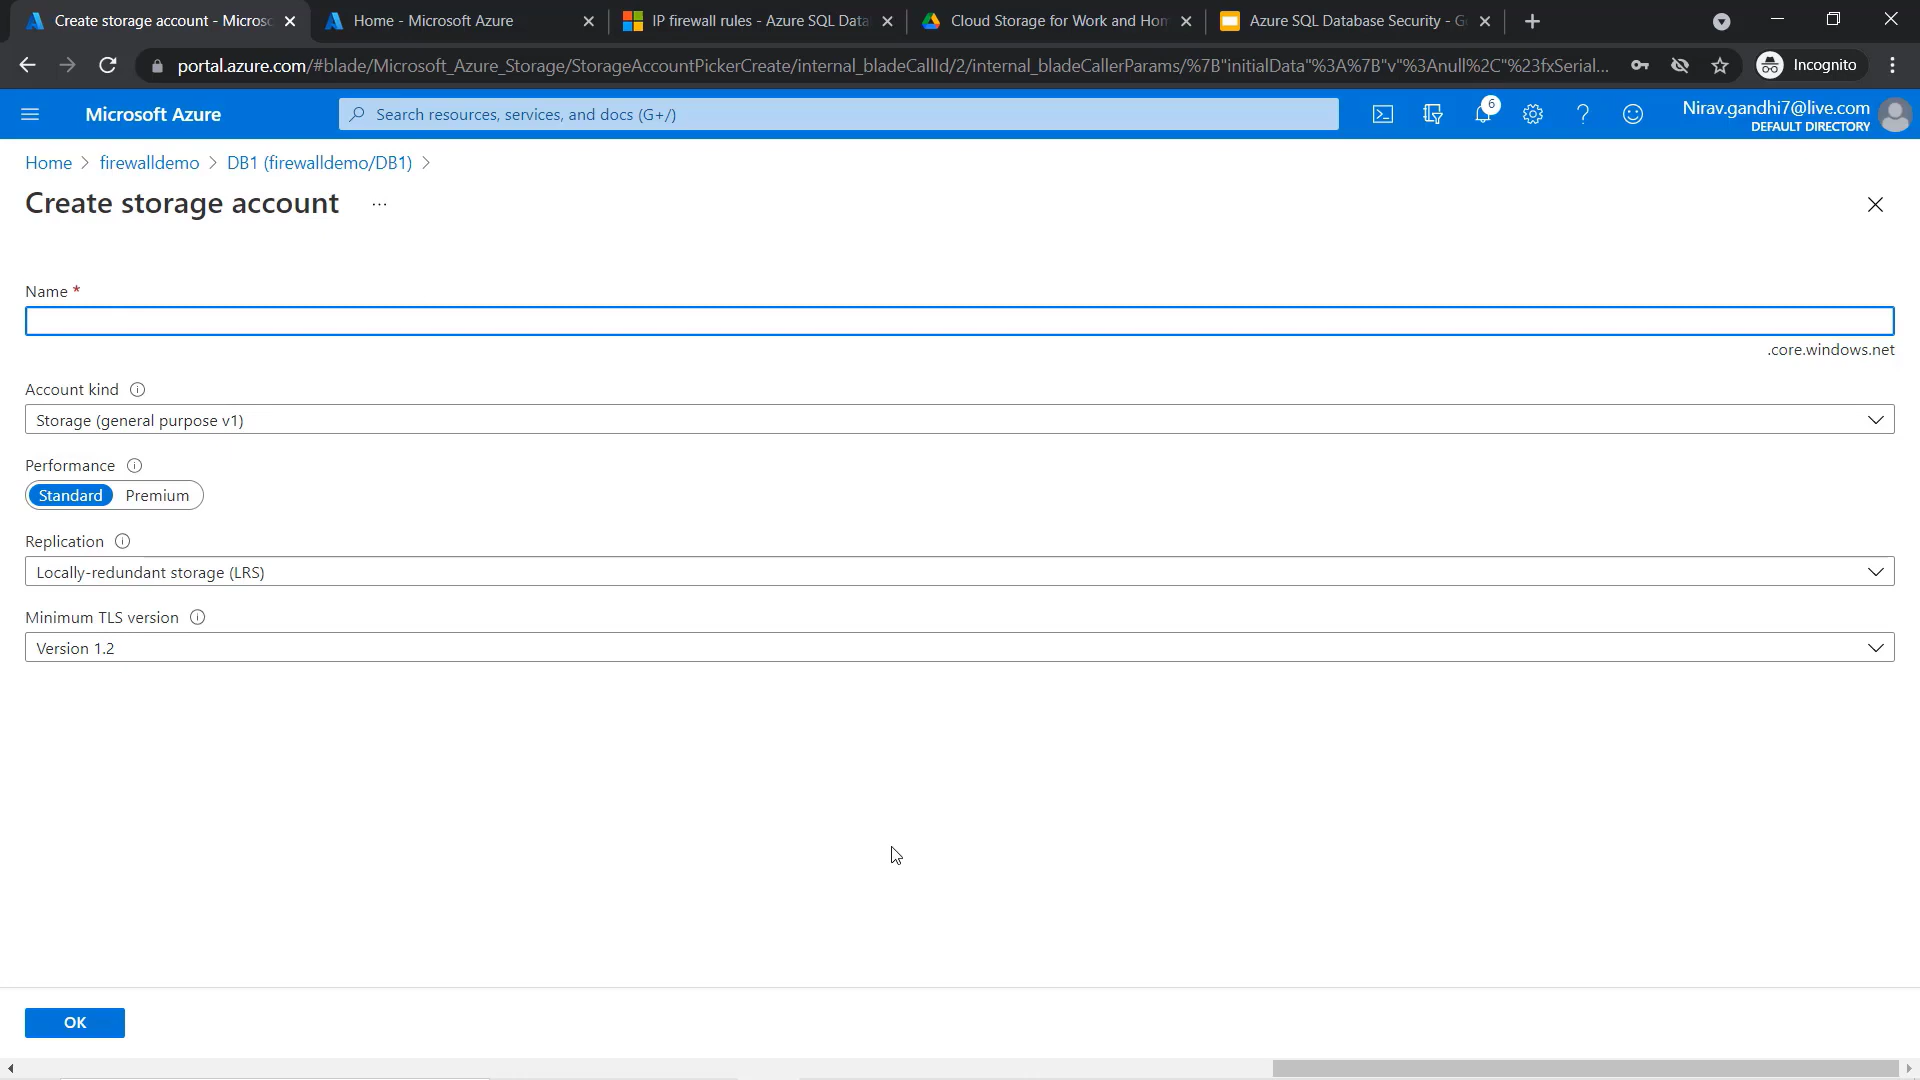 Create storage account - Micros
Home - Microsoft Azure
IP firewall rules - Azure SQL Data
Cloud Storage for Work and Hom
Azure SQL Database Security - G
portal.azure.com/#blade/Microsoft_Azure_Storage/StorageAccountPickerCreate/internal_bladeCallId/2/internal_bladeCallerParams/%7B"initialData"%3A%7B"v"%3Anull%2C"%23fxSerial...
Incognito
Microsoft Azure
Search resources, services, and docs (G+/)
6
Nirav.gandhi7@live.com
DEFAULT DIRECTORY
Home > firewalldemo > DB1 (firewalldemo/DB1) >
Create storage account ...
Name *
.core.windows.net
Account kind
Storage (general purpose v1)
Performance
Standard Premium
Replication
Locally-redundant storage (LRS)
Minimum TLS version
Version 1.2
OK